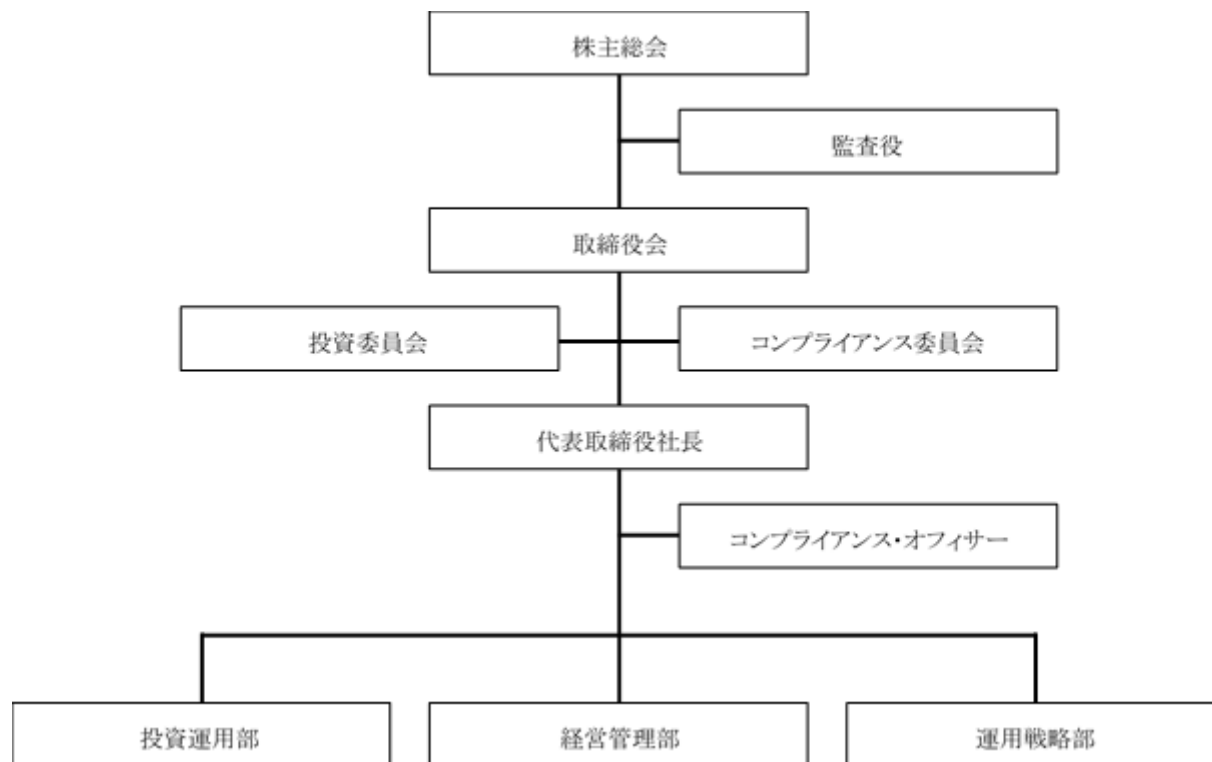 株主総会
監査役
取締役会
投資委員会
コンプライアンス委員会
代表取締役社長
コンプライアンス・オフィサー
投資運用部
経営管理部
運用戦略部